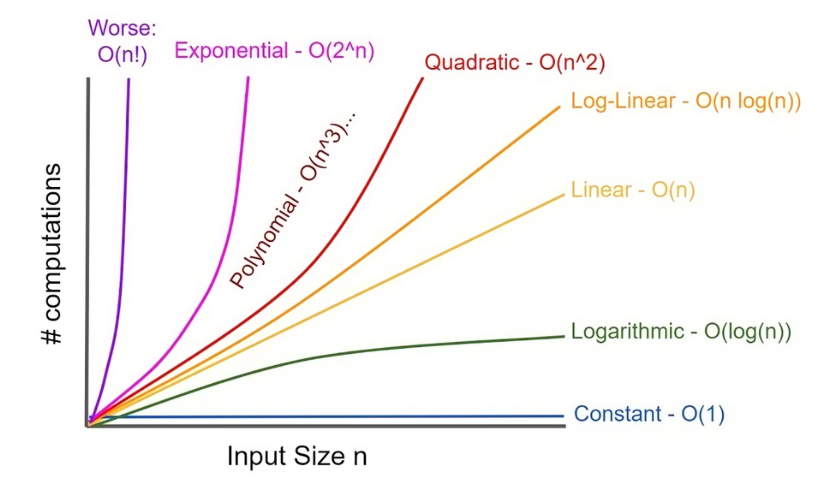 Worse:
O(n!)
Exponential - O(2^n)
Quadratic - O(n^2)
Log-Linear - O(n log(n))
Polynomial - O(n^3)...
Linear - O(n)
# computations
Logarithmic - O(log(n))
Constant - O(1)
Input Size n